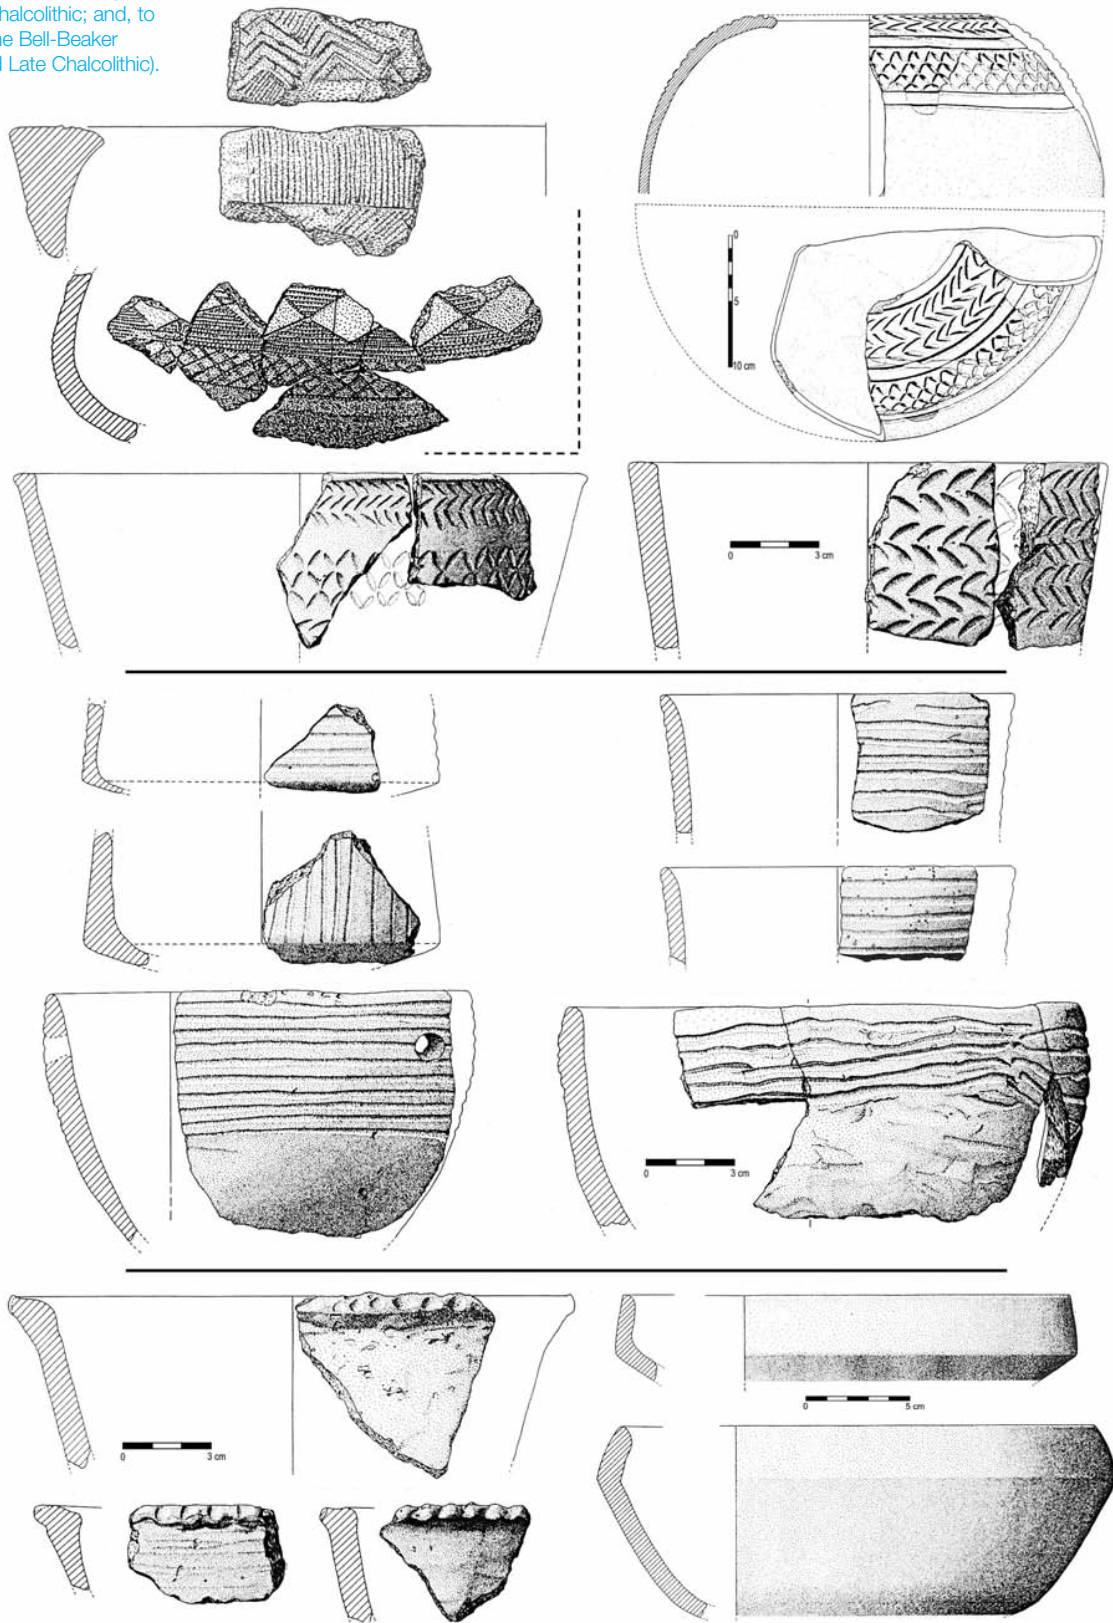 halcolithic; and, to
ne Bell-Beaker
d Late Chalcolithic).
0
5
10 cm
0 3 cm
0 3 cm
0 3 cm
0 5 cm